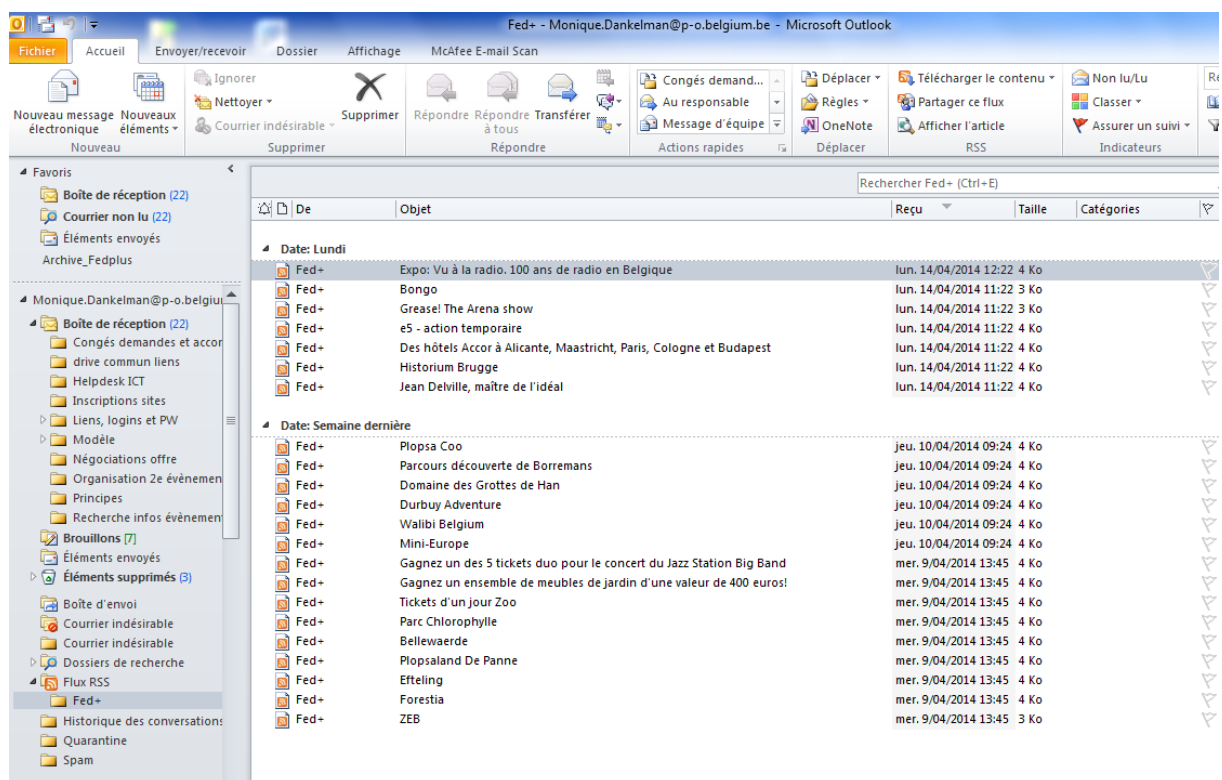 Fed+ - Monique.Dankelman@p-o.belgium.be - Microsoft Outlook
Fichier Accueil Envoyer/recevoir Dossier Affichage McAfee E-mail Scan
Nouveau message électronique
Nouveaux éléments
Nouveau
Ignorer
Nettoyer
Courrier indésirable
Supprimer
Supprimer
Répondre
Répondre à tous
Transférer
Répondre
Congés demand...
Au responsable
Message d'équipe
Actions rapides
Déplacer
Règles
OneNote
Déplacer
Télécharger le contenu
Partager ce flux
Afficher l'article
RSS
Non lu/Lu
Classer
Assurer un suivi
Indicateurs
Favoris
Boîte de réception (22)
Courrier non lu (22)
Éléments envoyés
Archive_Fedplus
Monique.Dankelman@p-o.belgiu
Boîte de réception (22)
Congés demandes et accor
drive commun liens
Helpdesk ICT
Inscriptions sites
Liens, logins et PW
Modèle
Négociations offre
Organisation 2e évènemen
Principes
Recherche infos évènemen
Brouillons [7]
Éléments envoyés
Éléments supprimés (3)
Boîte d'envoi
Courrier indésirable
Courrier indésirable
Dossiers de recherche
Flux RSS
Fed+
Historique des conversations
Quarantine
Spam
Rechercher Fed+ (Ctrl+E)
De Objet Reçu Taille Catégories
Date: Lundi
Fed+ Expo: Vu à la radio. 100 ans de radio en Belgique lun. 14/04/2014 12:22 4 Ko
Fed+ Bongo lun. 14/04/2014 11:22 3 Ko
Fed+ Grease! The Arena show lun. 14/04/2014 11:22 3 Ko
Fed+ e5 - action temporaire lun. 14/04/2014 11:22 4 Ko
Fed+ Des hôtels Accor à Alicante, Maastricht, Paris, Cologne et Budapest lun. 14/04/2014 11:22 4 Ko
Fed+ Historium Brugge lun. 14/04/2014 11:22 4 Ko
Fed+ Jean Delville, maître de l'idéal lun. 14/04/2014 11:22 4 Ko
Date: Semaine dernière
Fed+ Plopsa Coo jeu. 10/04/2014 09:24 4 Ko
Fed+ Parcours découverte de Borremans jeu. 10/04/2014 09:24 4 Ko
Fed+ Domaine des Grottes de Han jeu. 10/04/2014 09:24 4 Ko
Fed+ Durbuy Adventure jeu. 10/04/2014 09:24 4 Ko
Fed+ Walibi Belgium jeu. 10/04/2014 09:24 4 Ko
Fed+ Mini-Europe jeu. 10/04/2014 09:24 4 Ko
Fed+ Gagnez un des 5 tickets duo pour le concert du Jazz Station Big Band mer. 9/04/2014 13:45 4 Ko
Fed+ Gagnez un ensemble de meubles de jardin d'une valeur de 400 euros! mer. 9/04/2014 13:45 4 Ko
Fed+ Tickets d'un jour Zoo mer. 9/04/2014 13:45 4 Ko
Fed+ Parc Chlorophylle mer. 9/04/2014 13:45 4 Ko
Fed+ Bellewaerde mer. 9/04/2014 13:45 4 Ko
Fed+ Plopsaland De Panne mer. 9/04/2014 13:45 4 Ko
Fed+ Efteling mer. 9/04/2014 13:45 4 Ko
Fed+ Forestia mer. 9/04/2014 13:45 4 Ko
Fed+ ZEB mer. 9/04/2014 13:45 3 Ko